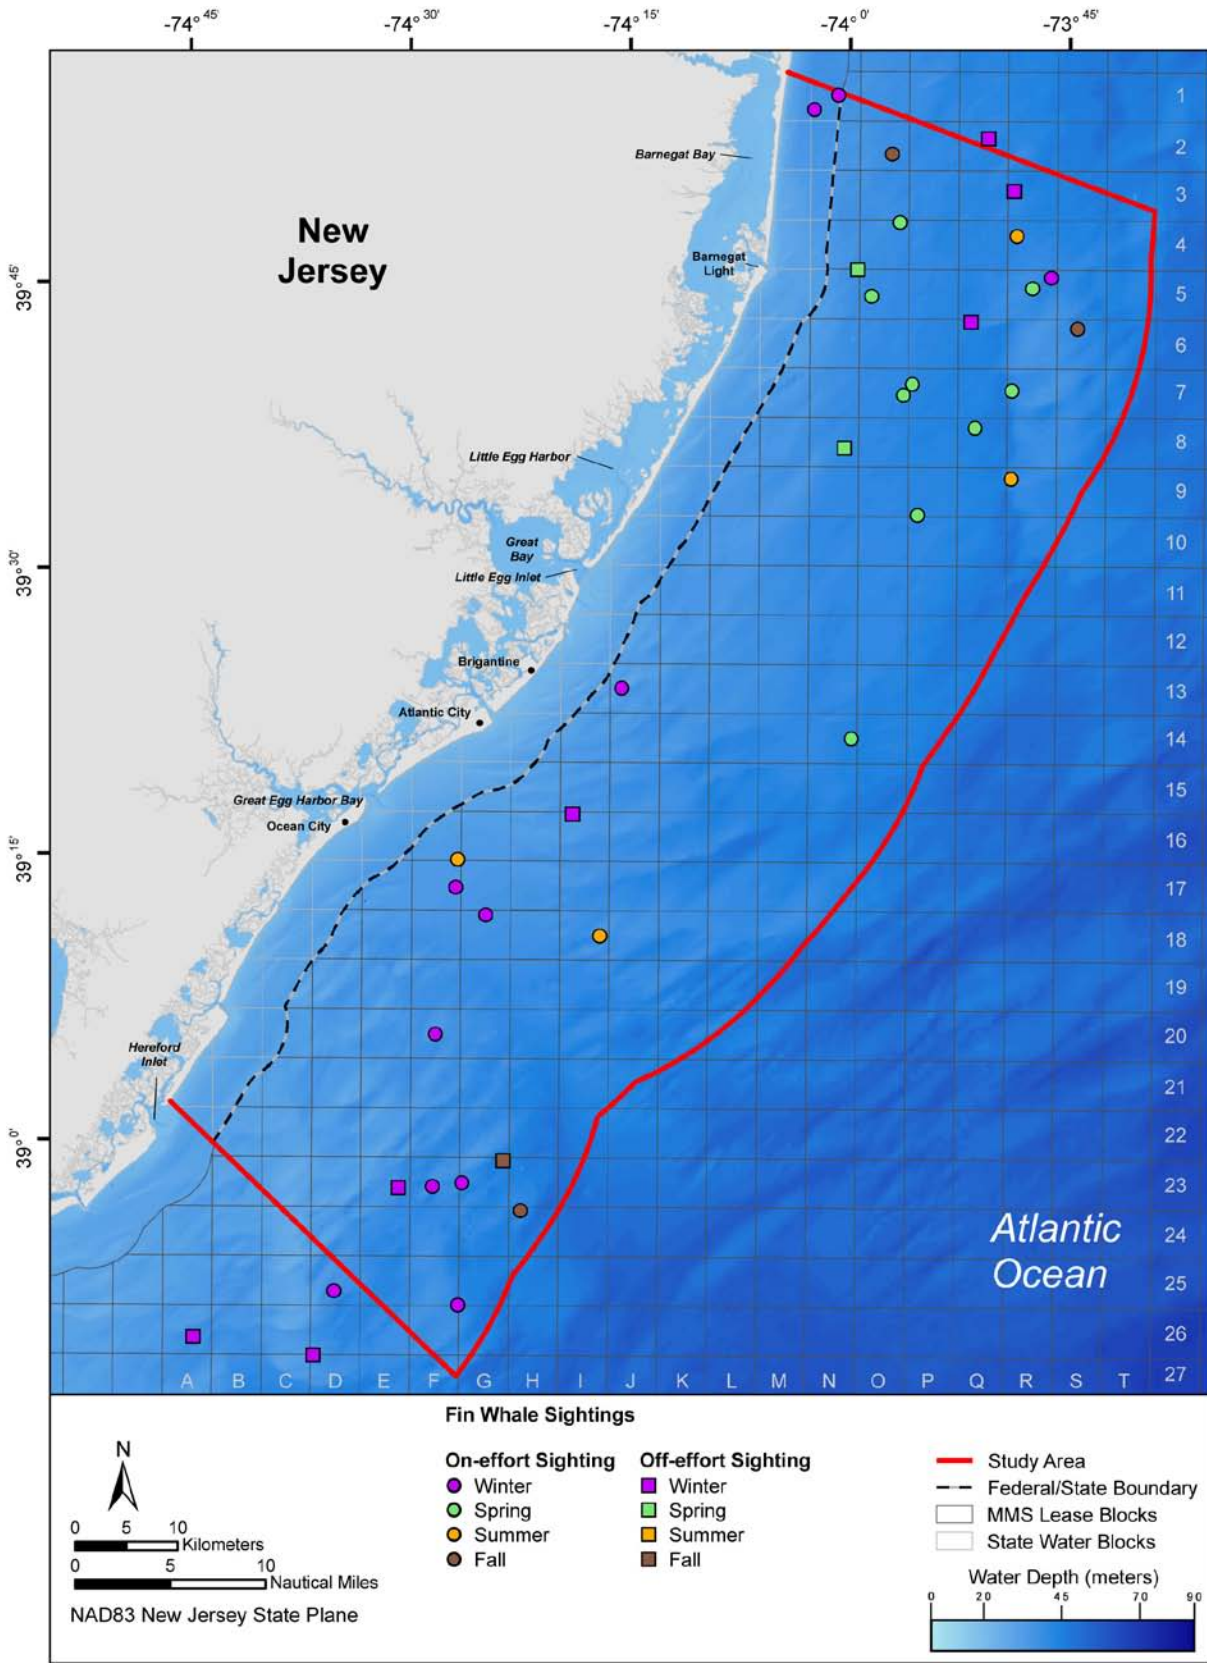 -74° 45'
-74° 30'
-74° 15'
-74° 0'
-73° 45'
39° 45'
39° 30'
39° 15'
39° 0'
New
Jersey
Barnegat Bay
Barnegat
Light
Little Egg Harbor
Great
Bay
Little Egg Inlet
Brigantine
Atlantic City
Great Egg Harbor Bay
Ocean City
Hereford
Inlet
Atlantic
Ocean
1
2
3
4
5
6
7
8
9
10
11
12
13
14
15
16
17
18
19
20
21
22
23
24
25
26
27
A B C D E F G H I J K L M N O P Q R S T
Fin Whale Sightings
On-effort Sighting
Winter
Spring
Summer
Fall
Off-effort Sighting
Winter
Spring
Summer
Fall
Study Area
Federal/State Boundary
MMS Lease Blocks
State Water Blocks
Water Depth (meters)
0 20 45 70 90
N
0 5 10
Kilometers
0 5 10
Nautical Miles
NAD83 New Jersey State Plane